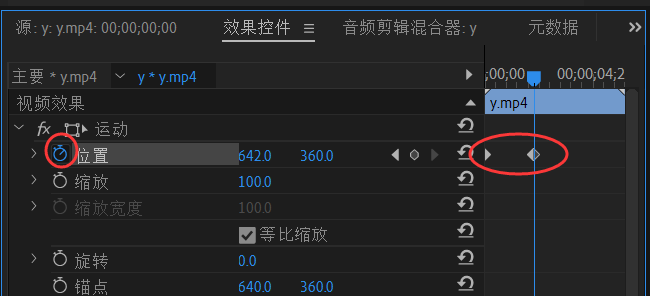 源: y: y.mp4: 00;00;00;00 效果控件 ≡ 音频剪辑混合器: y 元数据 »
主要 * y.mp4 y * y.mp4 ;00;00 00;00;04;2
视频效果 y.mp4
fx 运动
位置 642.0 360.0
缩放 100.0
缩放宽度 100.0
等比缩放
旋转 0.0
锚点 640.0 360.0